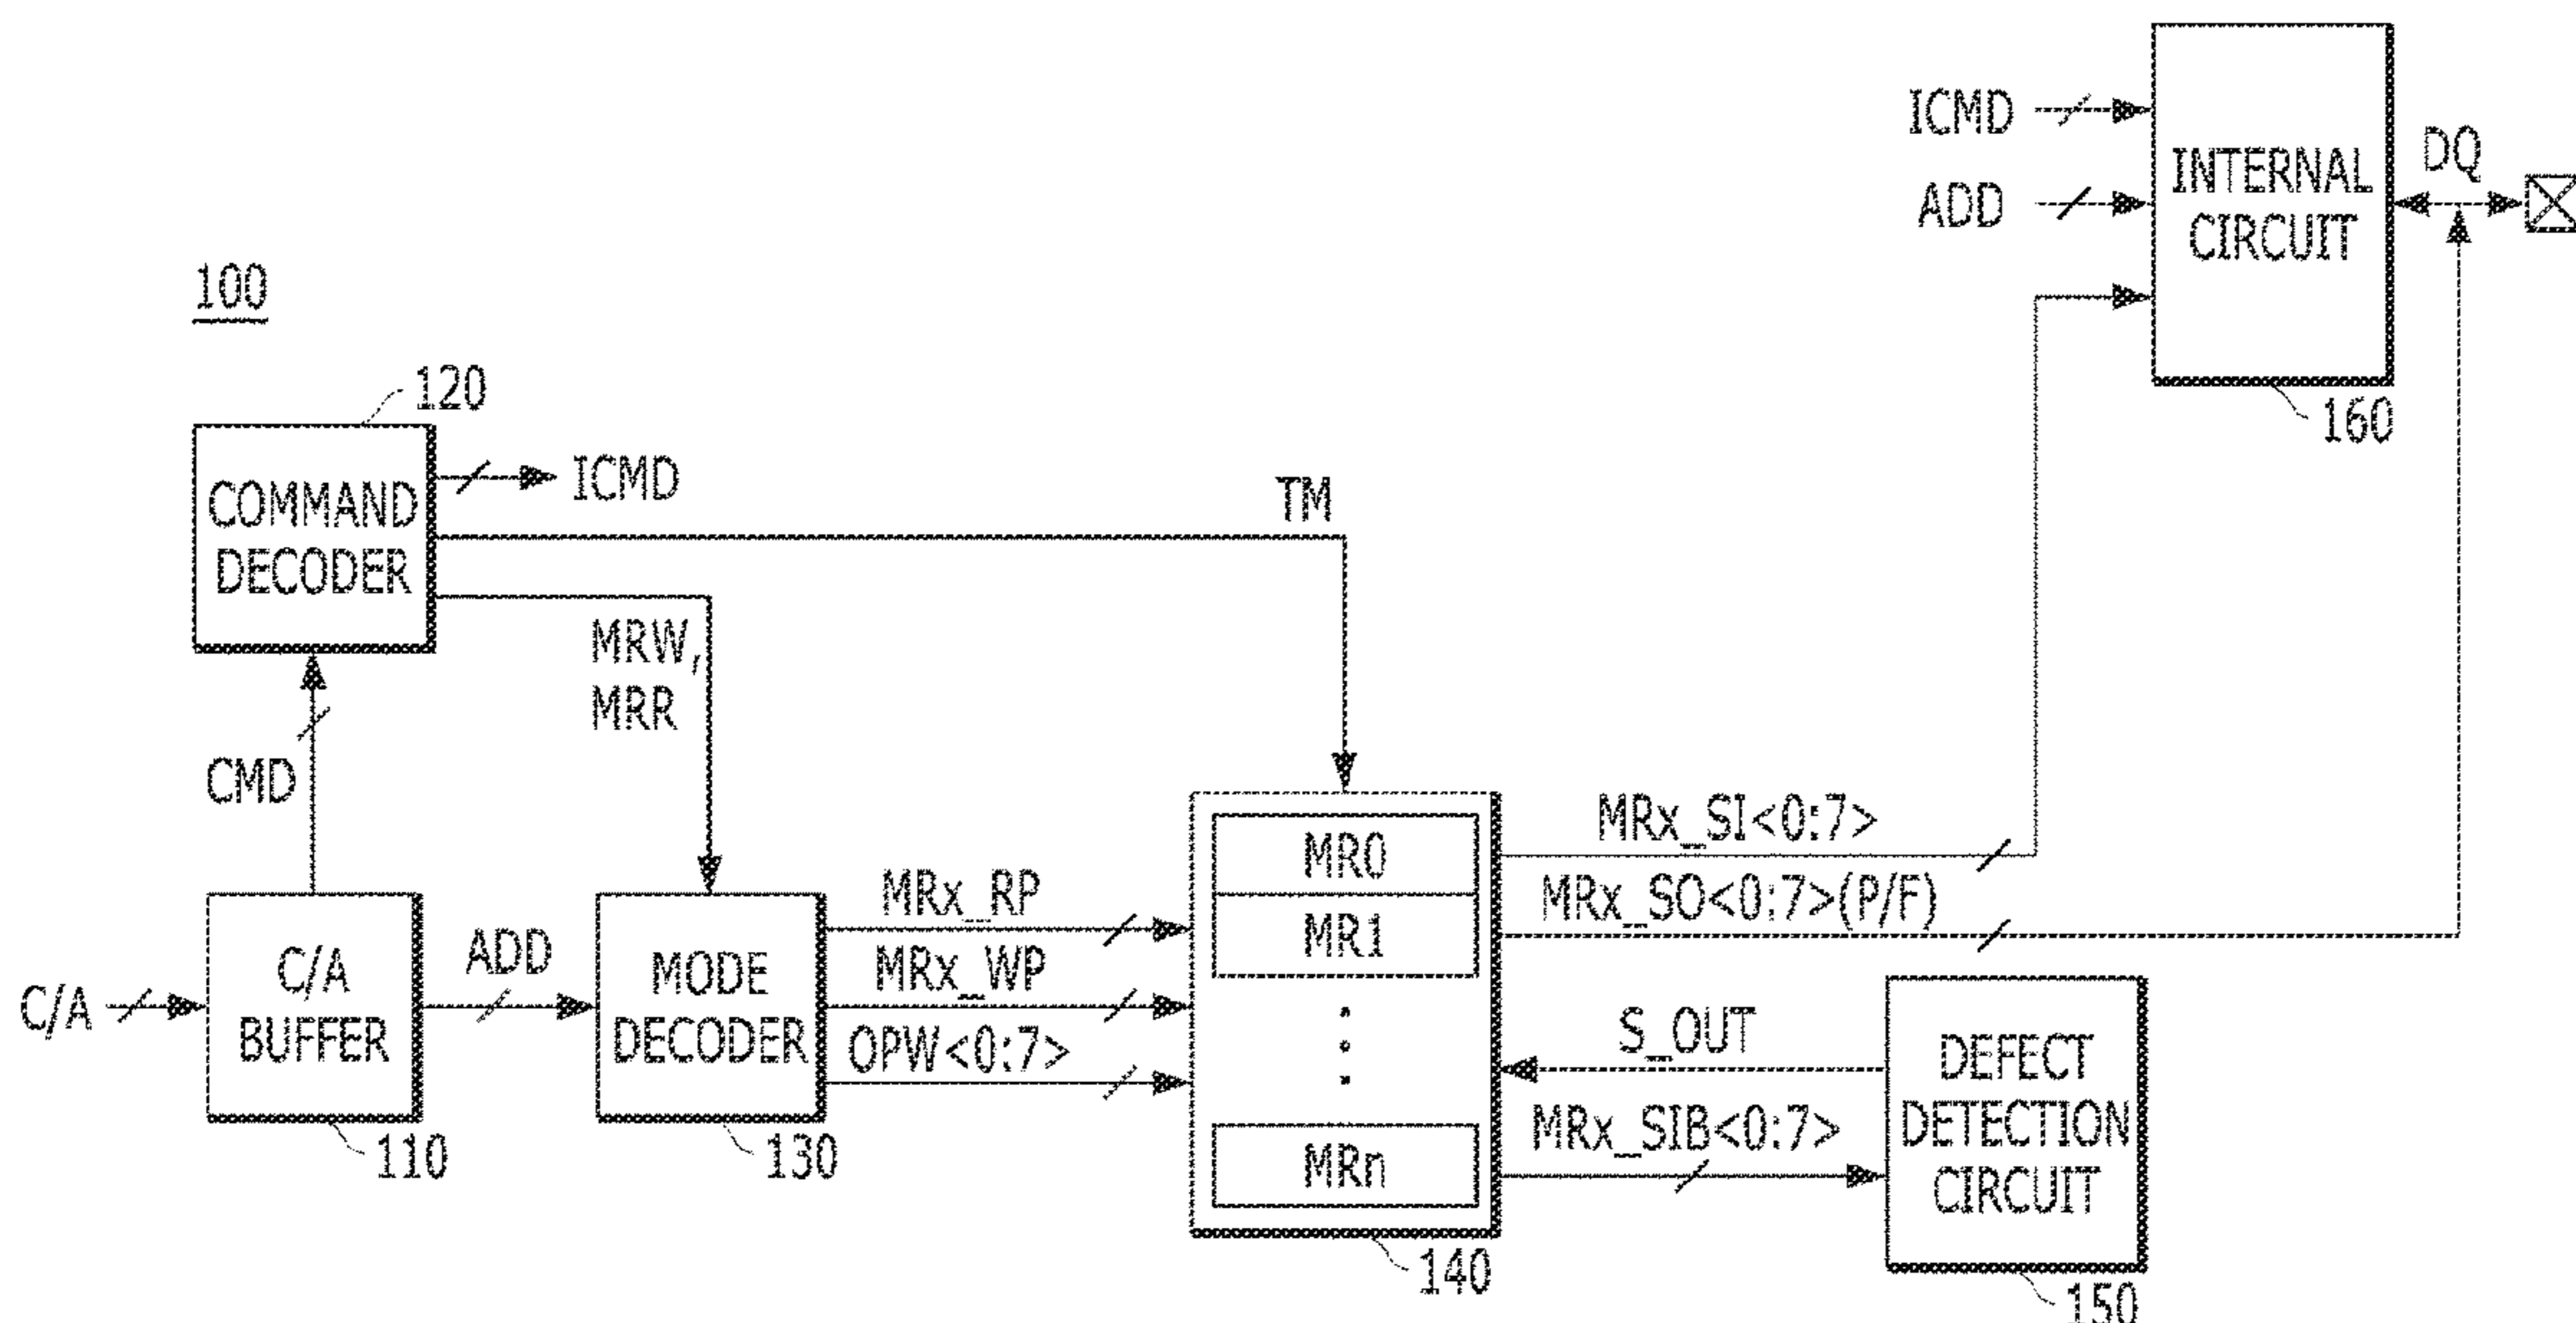 ICMD
ADD
INTERNAL
CIRCUIT
DQ
160
100
120
COMMAND
DECODER
ICMD
TM
MRW,
MRR
CMD
C/A
C/A
BUFFER
110
ADD
MODE
DECODER
130
MRx_RP
MRx_WP
OPW<0:7>
MR0
MR1
MRn
140
MRx_SI<0:7>
MRx_SO<0:7>(P/F)
S_OUT
MRx_SIB<0:7>
DEFECT
DETECTION
CIRCUIT
150